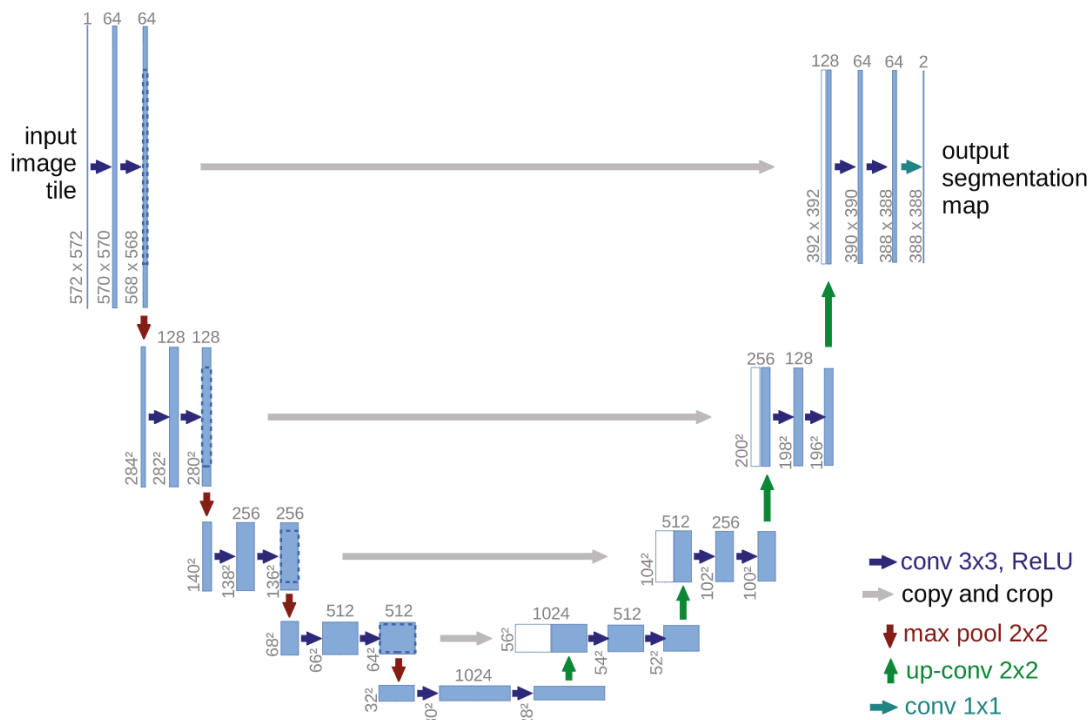 1 64 64
input
image
tile
572 x 572
570 x 570
568 x 568
128 64 64 2
output
segmentation
map
392 x 392
390 x 390
388 x 388
388 x 388
128 128
284²
282²
280²
256 128
200²
198²
196²
256 256
140²
138²
136²
512 256
104²
102²
100²
512 512
68²
66²
64²
1024 512
56²
54²
52²
1024
32²
conv 3x3, ReLU
copy and crop
max pool 2x2
up-conv 2x2
conv 1x1